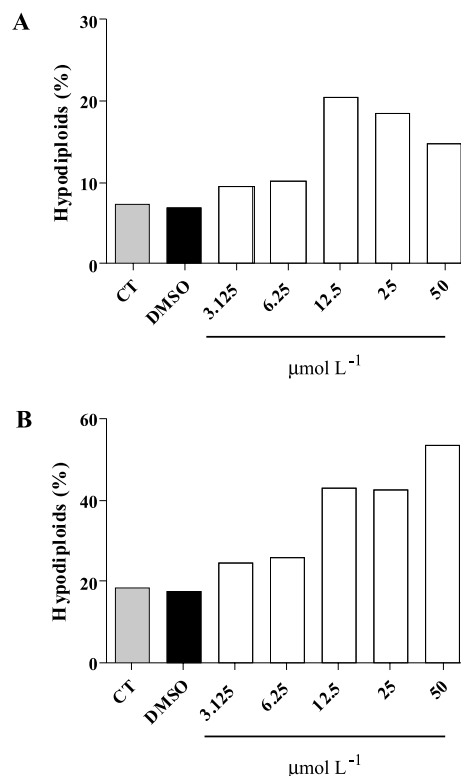 A
30
20
10
0
Hypodiploids (%)
CT
DMSO
3.125
6.25
12.5
25
50
μmol L⁻¹
B
60
40
20
0
Hypodiploids (%)
CT
DMSO
3.125
6.25
12.5
25
50
μmol L⁻¹